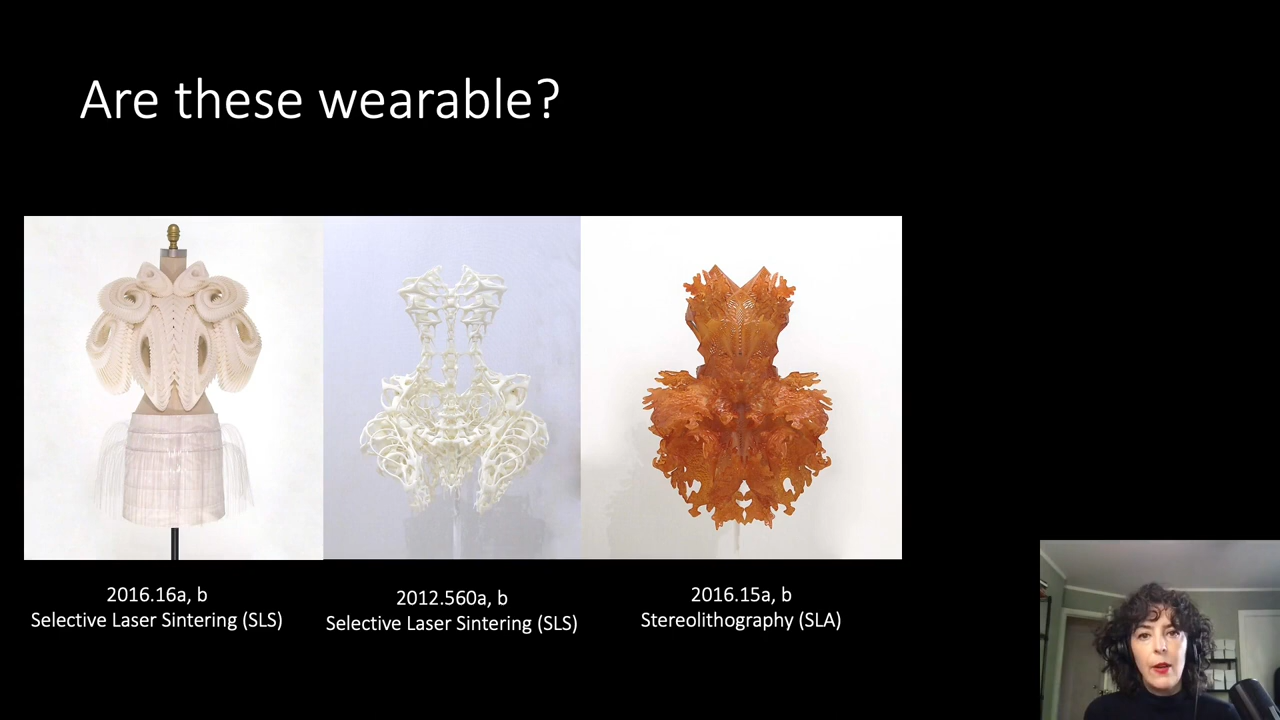 Are these wearable?
2016.16a, b
Selective Laser Sintering (SLS)
2012.560a, b
Selective Laser Sintering (SLS)
2016.15a, b
Stereolithography (SLA)